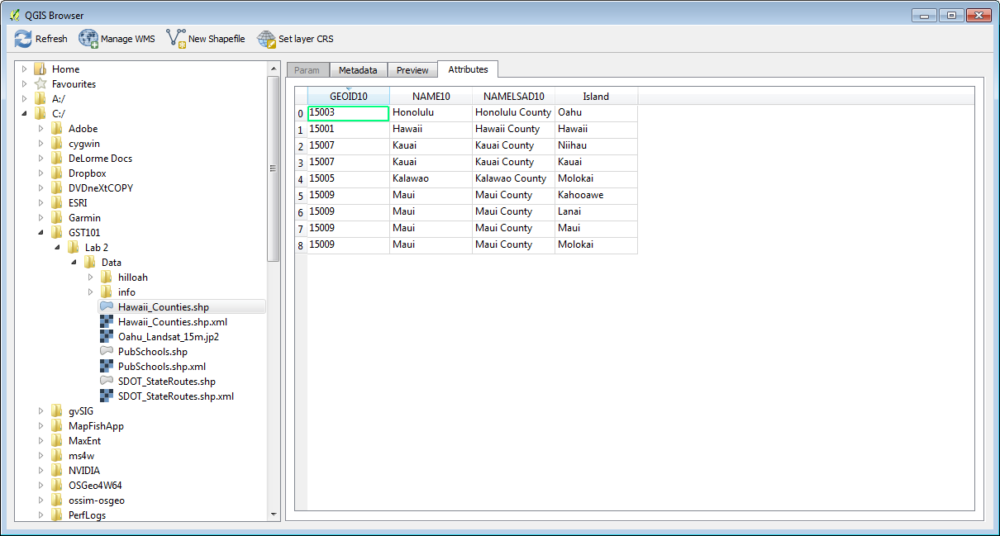 QGIS Browser
Refresh Manage WMS New Shapefile Set layer CRS
Home
Favourites
A:/
C:/
Adobe
cygwin
DeLorme Docs
Dropbox
DVDneXtCOPY
ESRI
Garmin
GST101
Lab 2
Data
hilloah
info
Hawaii_Counties.shp
Hawaii_Counties.shp.xml
Oahu_Landsat_15m.jp2
PubSchools.shp
PubSchools.shp.xml
SDOT_StateRoutes.shp
SDOT_StateRoutes.shp.xml
gvSIG
MapFishApp
MaxEnt
ms4w
NVIDIA
OSGeo4W64
ossim-osgeo
PerfLogs
Param Metadata Preview Attributes
GEOID10 NAME10 NAMELSAD10 Island
0 15003 Honolulu Honolulu County Oahu
1 15001 Hawaii Hawaii County Hawaii
2 15007 Kauai Kauai County Niihau
3 15007 Kauai Kauai County Kauai
4 15005 Kalawao Kalawao County Molokai
5 15009 Maui Maui County Kahooawe
6 15009 Maui Maui County Lanai
7 15009 Maui Maui County Maui
8 15009 Maui Maui County Molokai